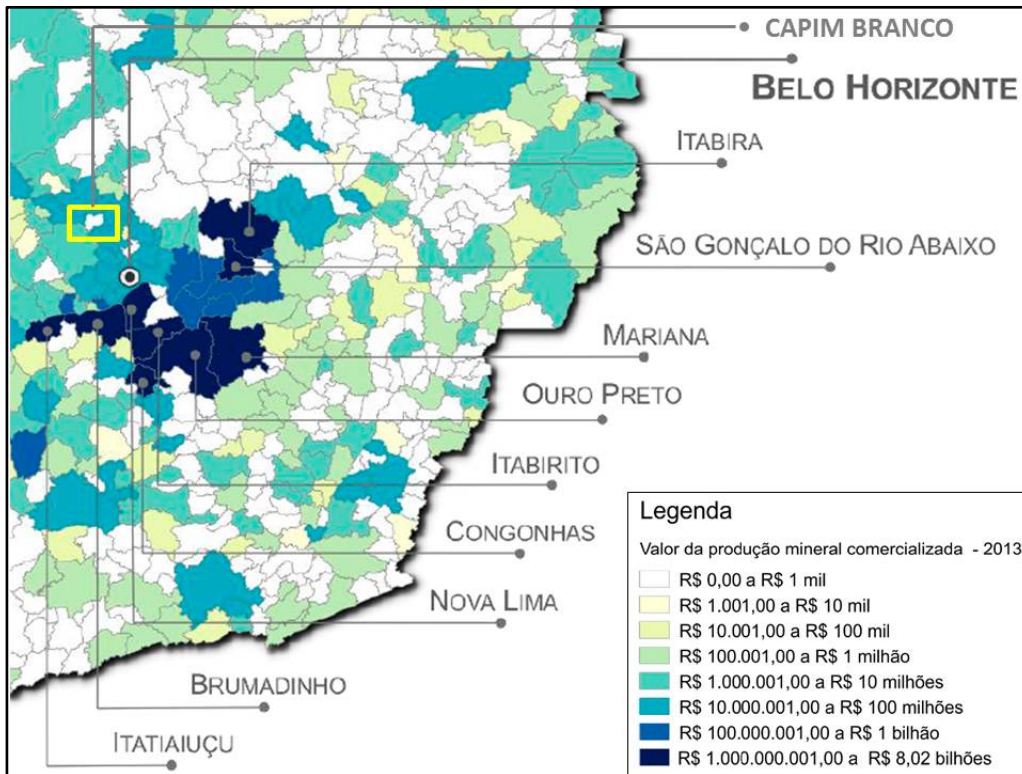 CAPIM BRANCO
BELO HORIZONTE
ITABIRA
SÃO GONÇALO DO RIO ABAIXO
MARIANA
OURO PRETO
ITABIRITO
CONGONHAS
NOVA LIMA
BRUMADINHO
ITATIAIUÇU
Legenda
Valor da produção mineral comercializada - 2013
R$ 0,00 a R$ 1 mil
R$ 1.001,00 a R$ 10 mil
R$ 10.001,00 a R$ 100 mil
R$ 100.001,00 a R$ 1 milhão
R$ 1.000.001,00 a R$ 10 milhões
R$ 10.000.001,00 a R$ 100 milhões
R$ 100.000.001,00 a R$ 1 bilhão
R$ 1.000.000.001,00 a R$ 8,02 bilhões